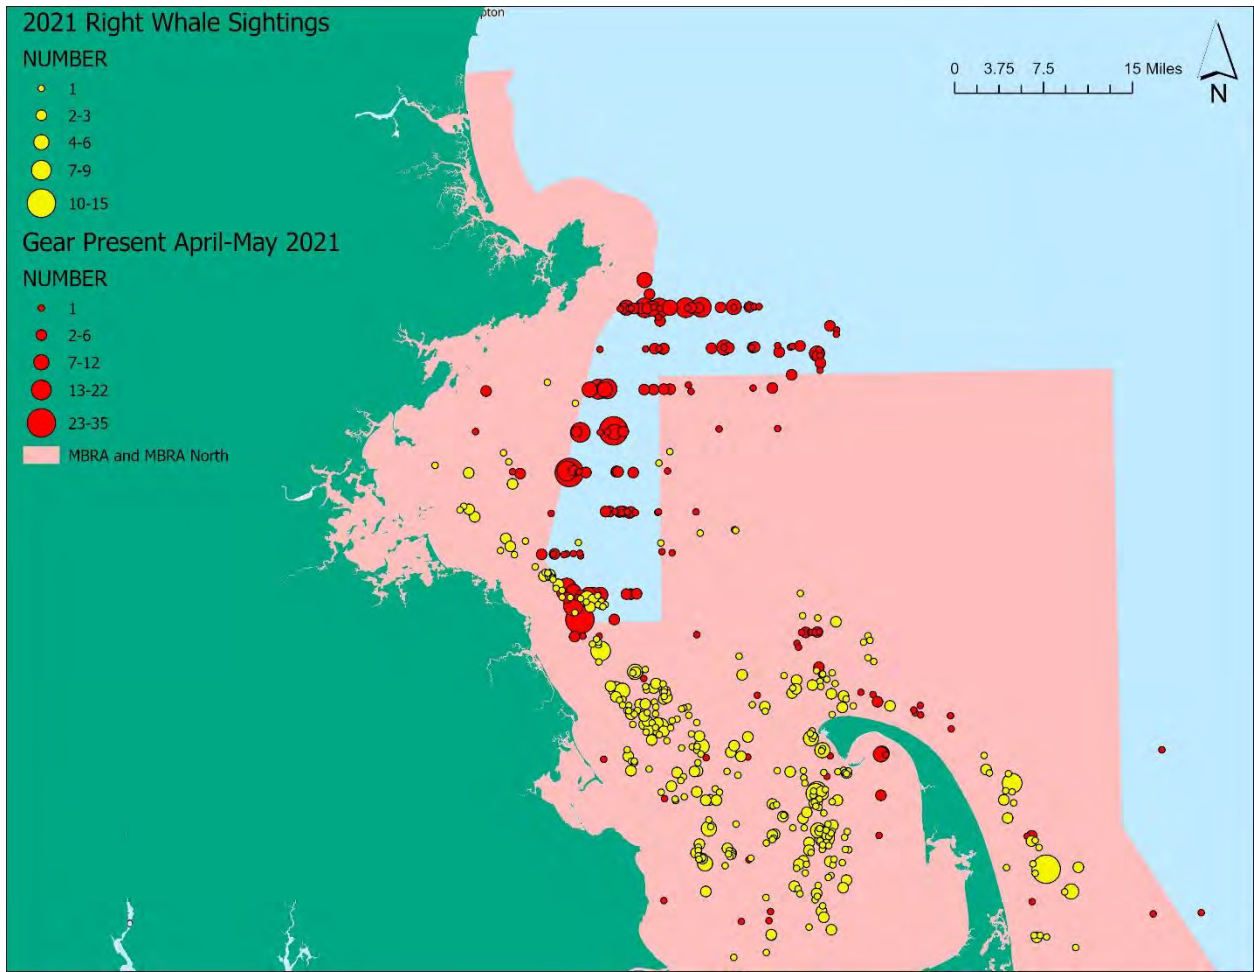 pton
2021 Right Whale Sightings
NUMBER
1
2-3
4-6
7-9
10-15
Gear Present April-May 2021
NUMBER
1
2-6
7-12
13-22
23-35
MBRA and MBRA North
0 3.75 7.5 15 Miles
N